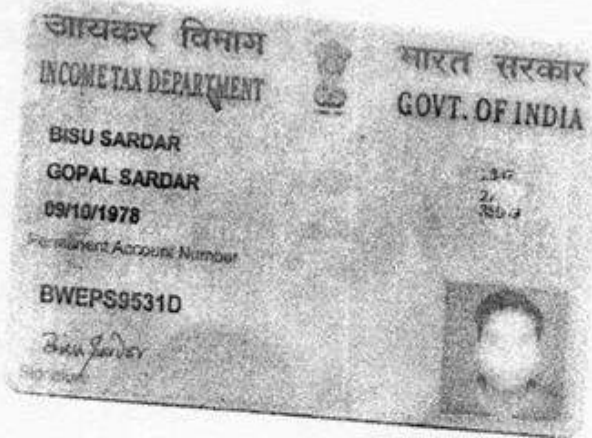 आयकर विभाग
INCOME TAX DEPARTMENT
भारत सरकार
GOVT. OF INDIA
BISU SARDAR
GOPAL SARDAR
09/10/1978
Permanent Account Number
BWEPS9531D
Bisu Sardar
Signature